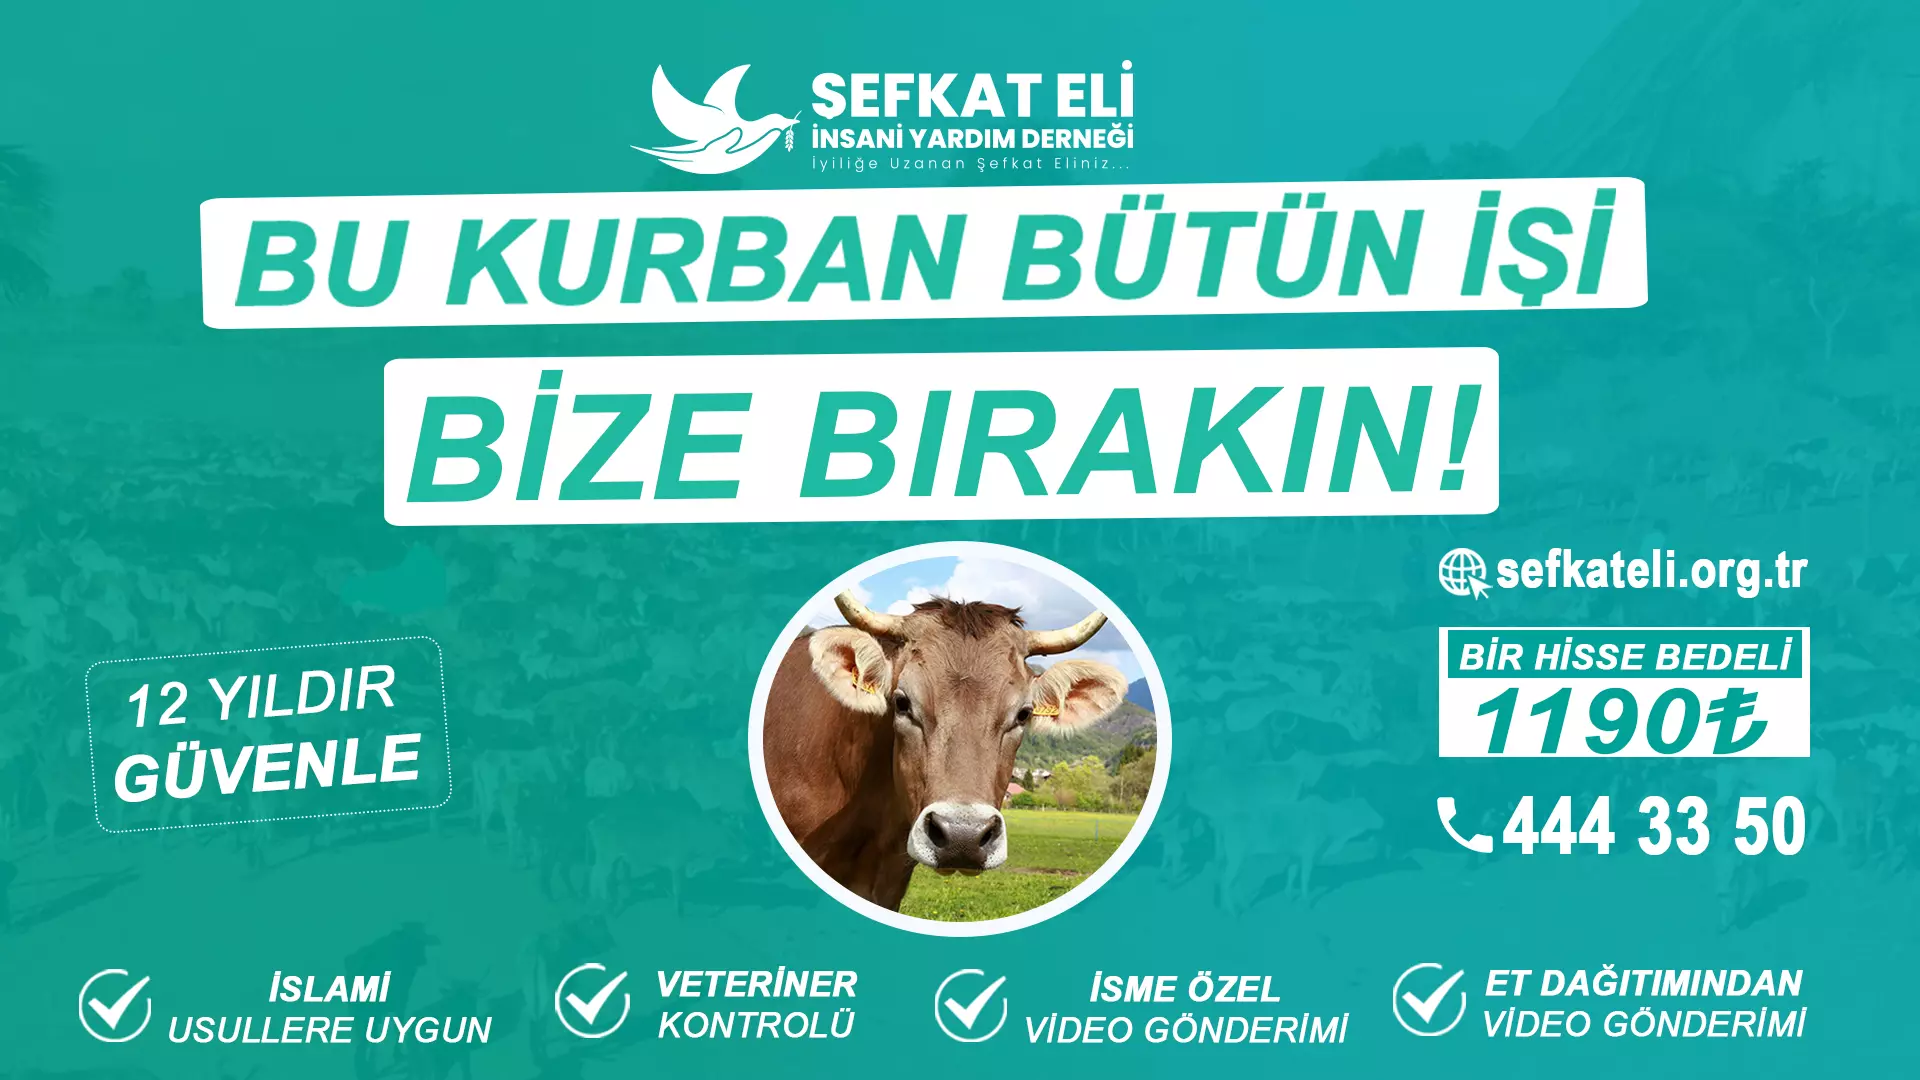 ŞEFKAT ELİ
İNSANİ YARDIM DERNEĞİ
İyiliğe Uzanan Şefkat Eliniz...
BU KURBAN BÜTÜN İŞİ
BİZE BIRAKIN!
12 YILDIR
GÜVENLE
sefkateli.org.tr
BİR HİSSE BEDELİ
1190₺
444 33 50
İSLAMİ
USULLERE UYGUN
VETERİNER
KONTROLÜ
İSME ÖZEL
VİDEO GÖNDERİMİ
ET DAĞITIMINDAN
VİDEO GÖNDERİMİ